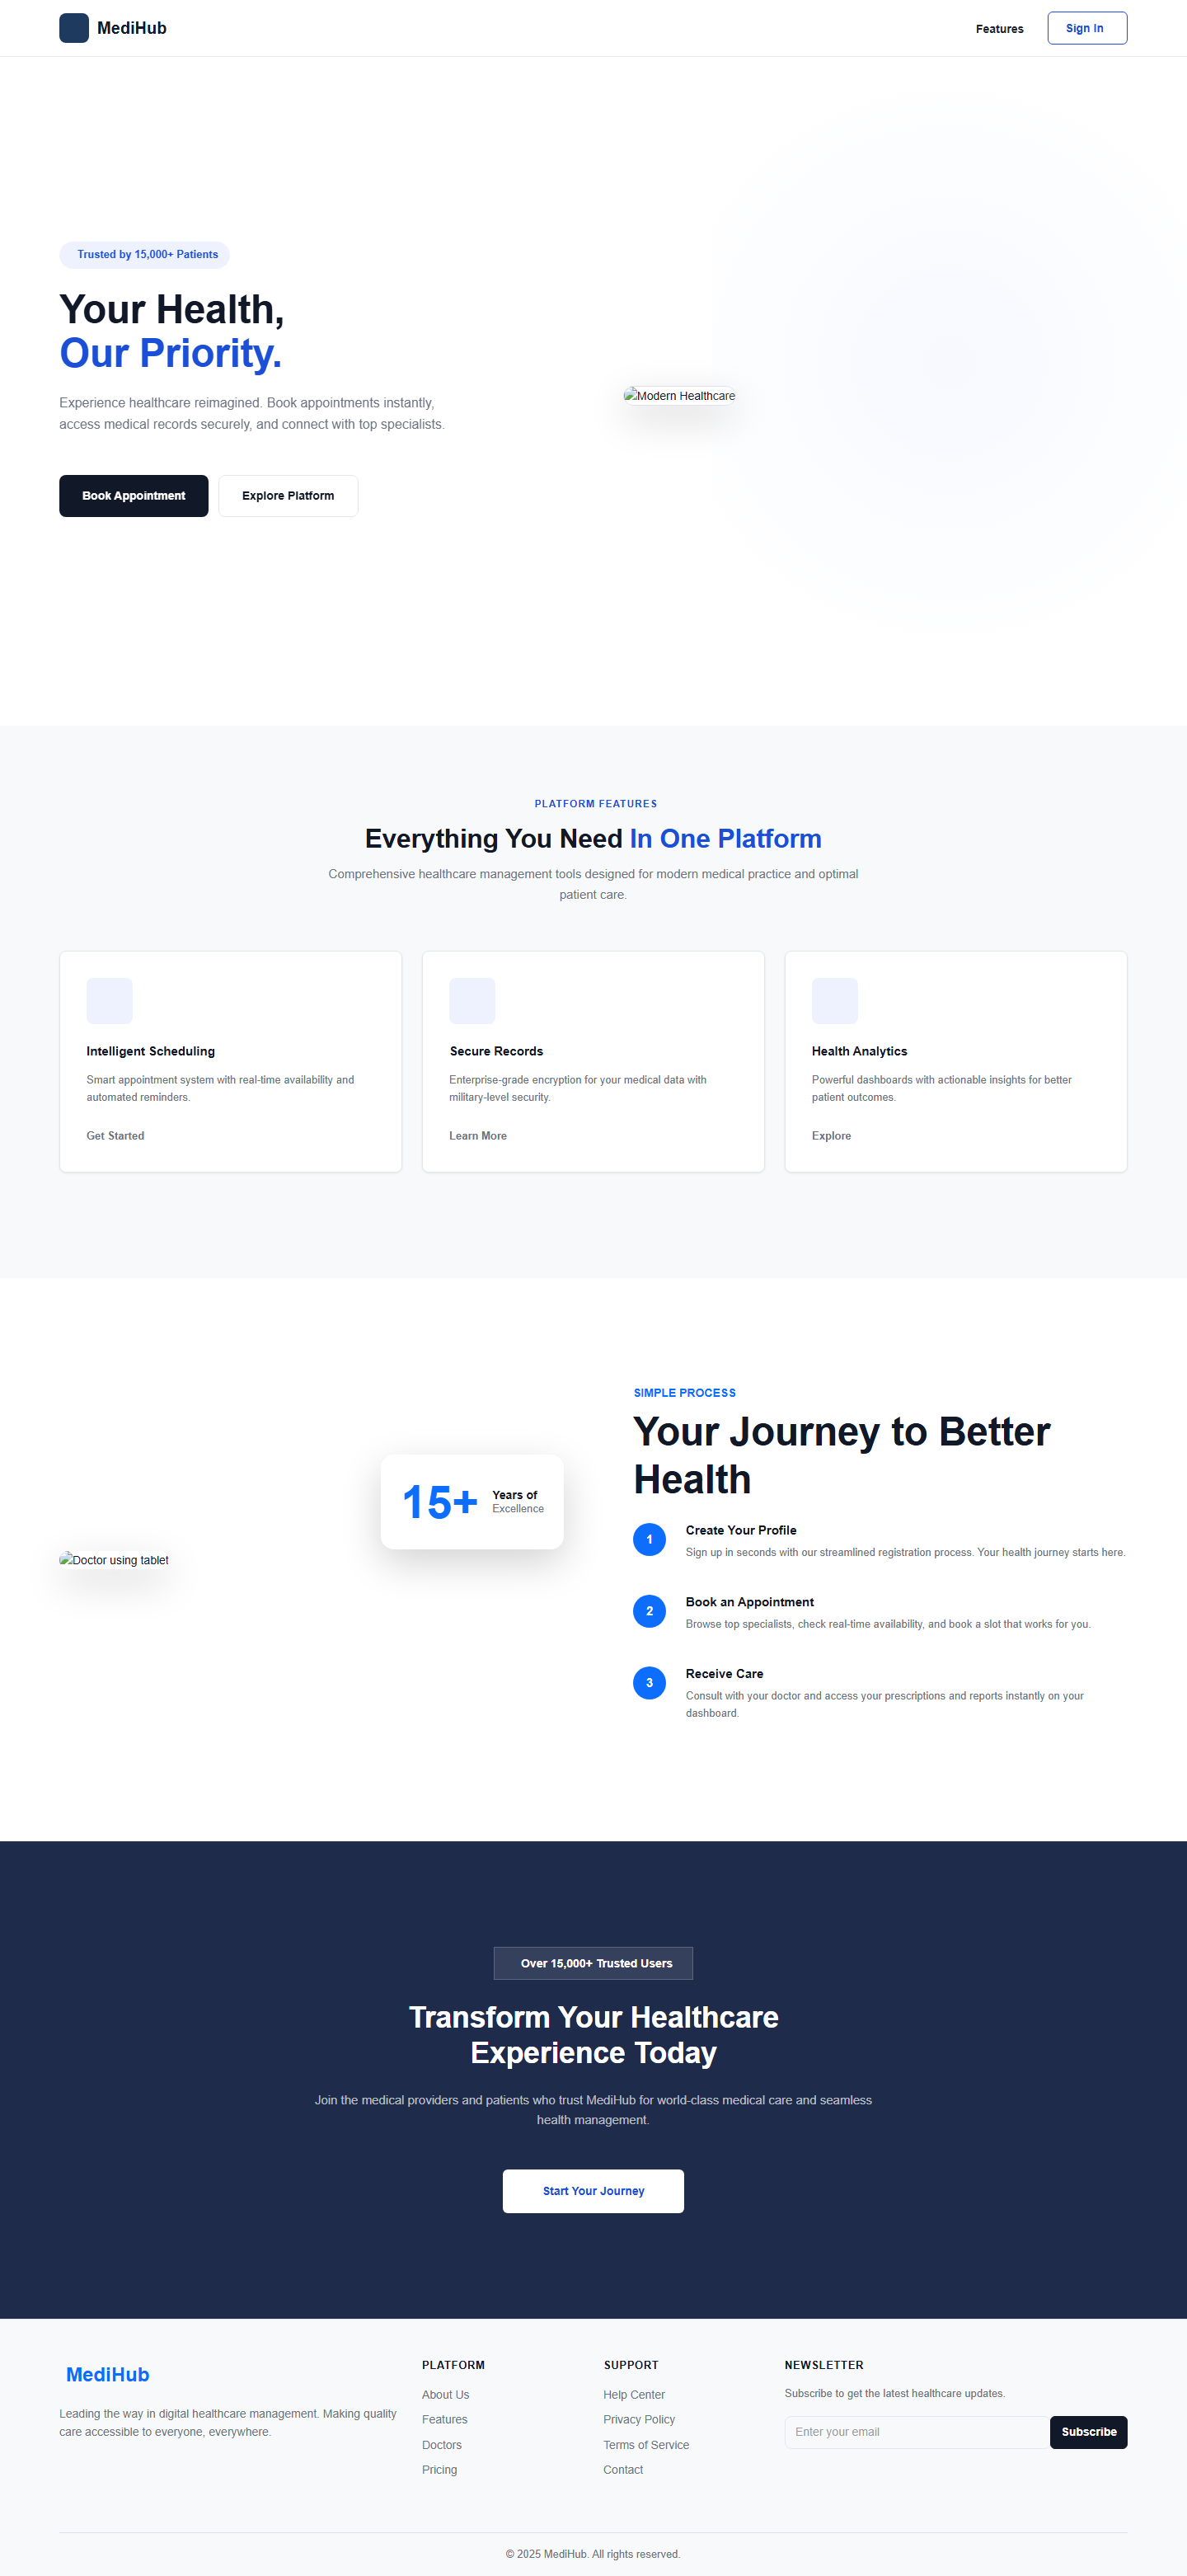 MediHub
Features
Sign In
Trusted by 15,000+ Patients
Your Health,
Our Priority.
Experience healthcare reimagined. Book appointments instantly,
access medical records securely, and connect with top specialists.
Book Appointment
Explore Platform
Modern Healthcare
PLATFORM FEATURES
Everything You Need In One Platform
Comprehensive healthcare management tools designed for modern medical practice and optimal
patient care.
Intelligent Scheduling
Smart appointment system with real-time availability and
automated reminders.
Get Started
Secure Records
Enterprise-grade encryption for your medical data with
military-level security.
Learn More
Health Analytics
Powerful dashboards with actionable insights for better
patient outcomes.
Explore
Doctor using tablet
15+
Years of
Excellence
SIMPLE PROCESS
Your Journey to Better
Health
1
Create Your Profile
Sign up in seconds with our streamlined registration process. Your health journey starts here.
2
Book an Appointment
Browse top specialists, check real-time availability, and book a slot that works for you.
3
Receive Care
Consult with your doctor and access your prescriptions and reports instantly on your
dashboard.
Over 15,000+ Trusted Users
Transform Your Healthcare
Experience Today
Join the medical providers and patients who trust MediHub for world-class medical care and seamless
health management.
Start Your Journey
MediHub
Leading the way in digital healthcare management. Making quality
care accessible to everyone, everywhere.
PLATFORM
About Us
Features
Doctors
Pricing
SUPPORT
Help Center
Privacy Policy
Terms of Service
Contact
NEWSLETTER
Subscribe to get the latest healthcare updates.
Enter your email
Subscribe
© 2025 MediHub. All rights reserved.